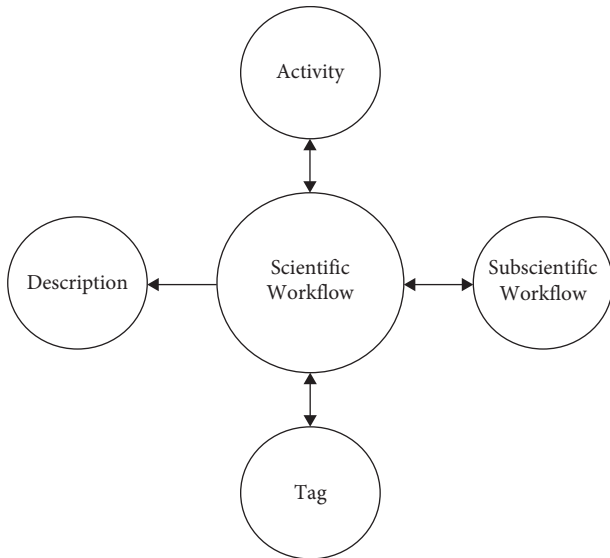 Activity
Description
Scientific
Workflow
Subscientific
Workflow
Tag